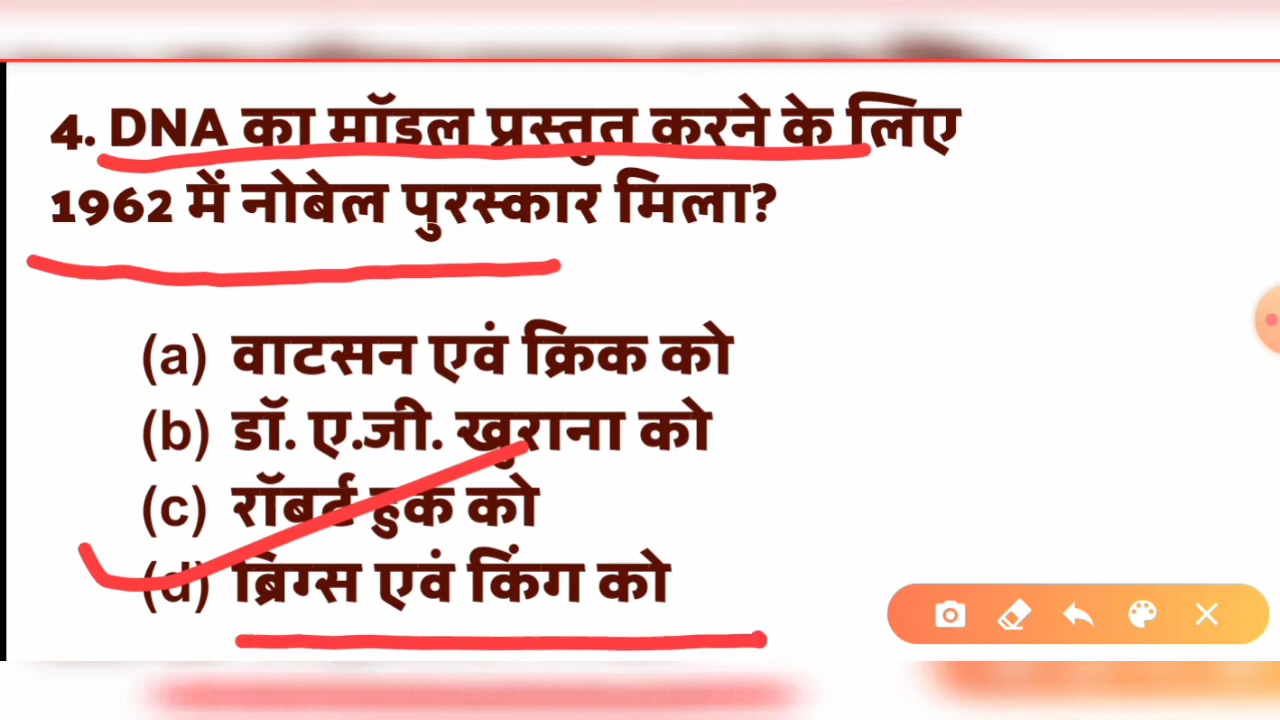 4. DNA का मॉडल प्रस्तुत करने के लिए
1962 में नोबेल पुरस्कार मिला?
(a) वाटसन एवं क्रिक को
(b) डॉ. ए.जी. खुराना को
(c) रॉबर्ट हुक को
(d) ब्रिग्स एवं किंग को